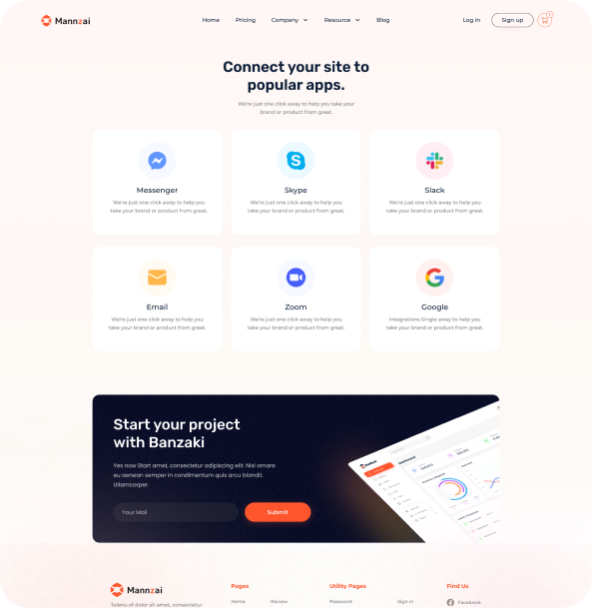 Mannzai Home Pricing Company Resource Blog Log in Sign up
Connect your site to
popular apps.
We're just one click away to help you take your
brand or product from great.
Messenger
We're just one click away to help you
take your brand or product from great.
Skype
We're just one click away to help you
take your brand or product from great.
Slack
We're just one click away to help you
take your brand or product from great.
Email
We're just one click away to help you
take your brand or product from great.
Zoom
We're just one click away to help you
take your brand or product from great.
Google
Integrations Single away to help you
take your brand or product from great.
Start your project
with Banzaki
Yes now Start amet, consectetur adipiscing elit. Nisi ornare
eu aenean semper in condimentum quis arcu blandit.
Ullamcorper.
Your Mail Submit
Dashboard
Mannzai
Pages
Home Review
Utility Pages
Password Sign in
Find Us
Facebook
of dolor sit amet, consectetur